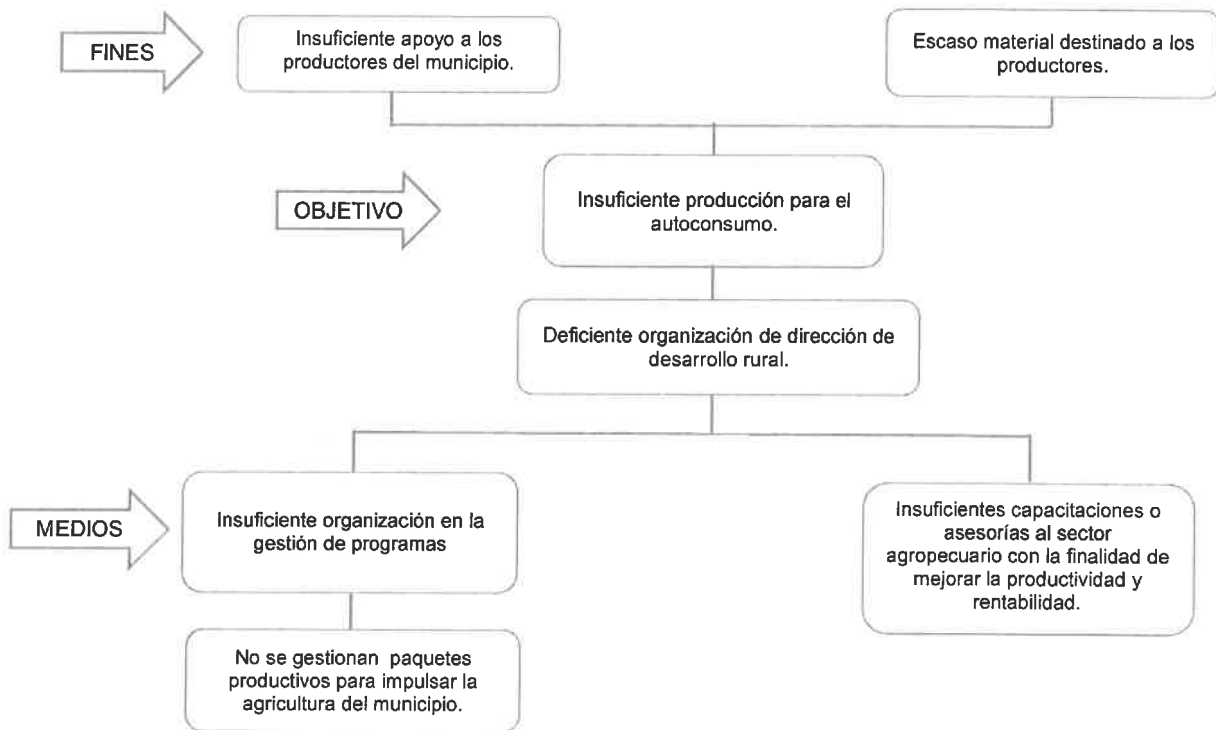 FINES
Insuficiente apoyo a los
productores del municipio.
Escaso material destinado a los
productores.
OBJETIVO
Insuficiente producción para el
autoconsumo.
Deficiente organización de dirección de
desarrollo rural.
MEDIOS
Insuficiente organización en la
gestión de programas
Insuficientes capacitaciones o
asesorías al sector
agropecuario con la finalidad de
mejorar la productividad y
rentabilidad.
No se gestionan paquetes
productivos para impulsar la
agricultura del municipio.